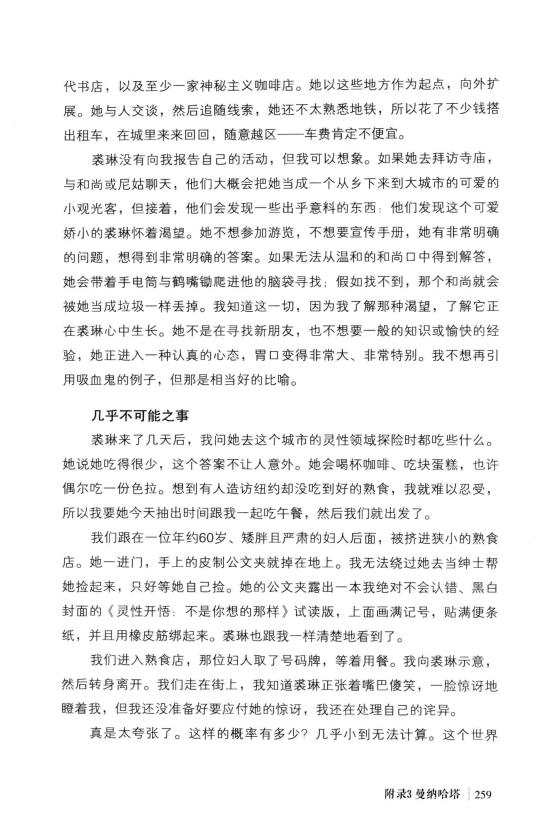 代书店，以及至少一家神秘主义咖啡店。她以这些地方作为起点，向外扩
展。她与人交谈，然后追随线索，她还不太熟悉地铁，所以花了不少钱搭
出租车，在城里来来回回，随意越区——车费肯定不便宜。
裘琳没有向我报告自己的活动，但我可以想象。如果她去拜访寺庙，
与和尚或尼姑聊天，他们大概会把她当成一个从乡下来到大城市的可爱的
小观光客，但接着，他们会发现一些出乎意料的东西：他们发现这个可爱
娇小的裘琳怀着渴望。她不想参加游览，不想要宣传手册，她有非常明确
的问题，想得到非常明确的答案。如果无法从温和的和尚口中得到解答，
她会带着手电筒与鹤嘴锄爬进他的脑袋寻找；假如找不到，那个和尚就会
被她当成垃圾一样丢掉。我知道这一切，因为我了解那种渴望，了解它正
在裘琳心中生长。她不是在寻找新朋友，也不想要一般的知识或愉快的经
验，她正进入一种认真的心态，胃口变得非常大、非常特别。我不想再引
用吸血鬼的例子，但那是相当好的比喻。
几乎不可能之事
裘琳来了几天后，我问她去这个城市的灵性领域探险时都吃些什么。
她说她吃得很少，这个答案不让人意外。她会喝杯咖啡、吃块蛋糕，也许
偶尔吃一份色拉。想到有人造访纽约却没吃到好的熟食，我就难以忍受，
所以我要她今天抽出时间跟我一起吃午餐，然后我们就出发了。
我们跟在一位年约60岁、矮胖且严肃的妇人后面，被挤进狭小的熟食
店。她一进门，手上的皮制公文夹就掉在地上。我无法绕过她去当绅士帮
她捡起来，只好等她自己捡。她的公文夹露出一本我绝对不会认错、黑白
封面的《灵性开悟：不是你想的那样》试读版，上面画满记号，贴满便条
纸，并且用橡皮筋绑起来。裘琳也跟我一样清楚地看到了。
我们进入熟食店，那位妇人取了号码牌，等着用餐。我向裘琳示意，
然后转身离开。我们走在街上，我知道裘琳正张着嘴巴傻笑，一脸惊讶地
瞪着我，但我还没准备好要应付她的惊讶，我还在处理自己的诧异。
真是太夸张了。这样的概率有多少？几乎小到无法计算。这个世界
附录3 曼纳哈塔 259